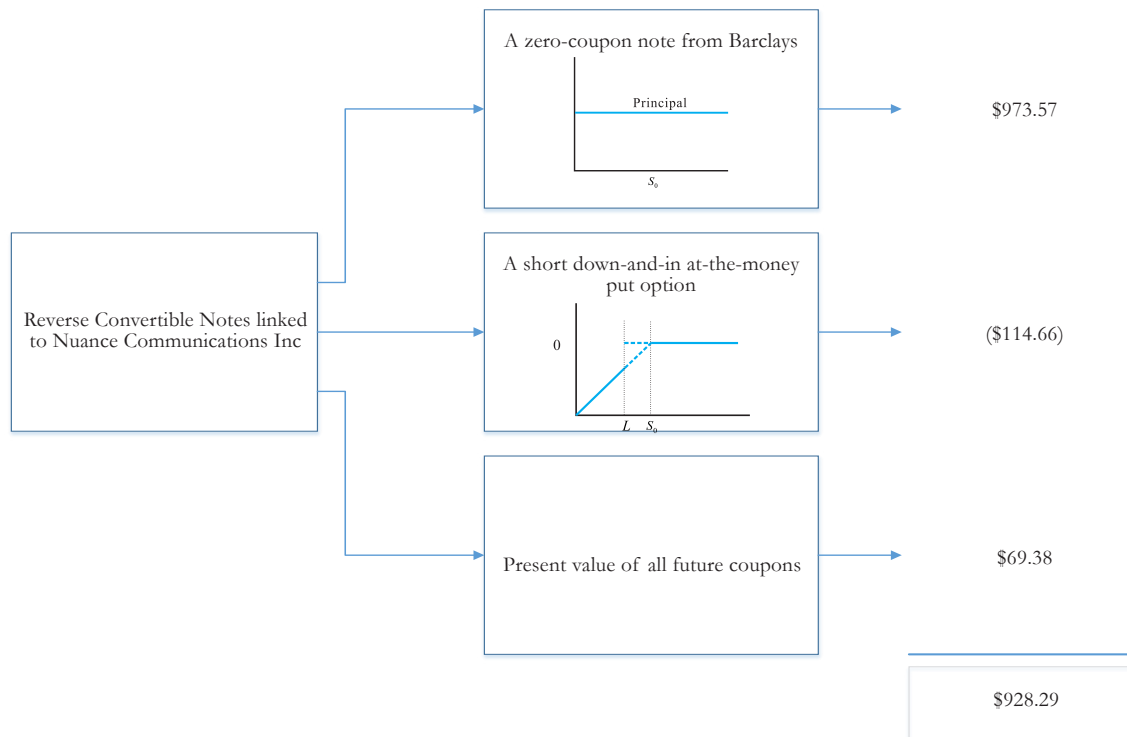 A zero-coupon note from Barclays
Principal
S₀
$973.57
Reverse Convertible Notes linked
to Nuance Communications Inc
A short down-and-in at-the-money
put option
0
L S₀
($114.66)
Present value of all future coupons
$69.38
$928.29